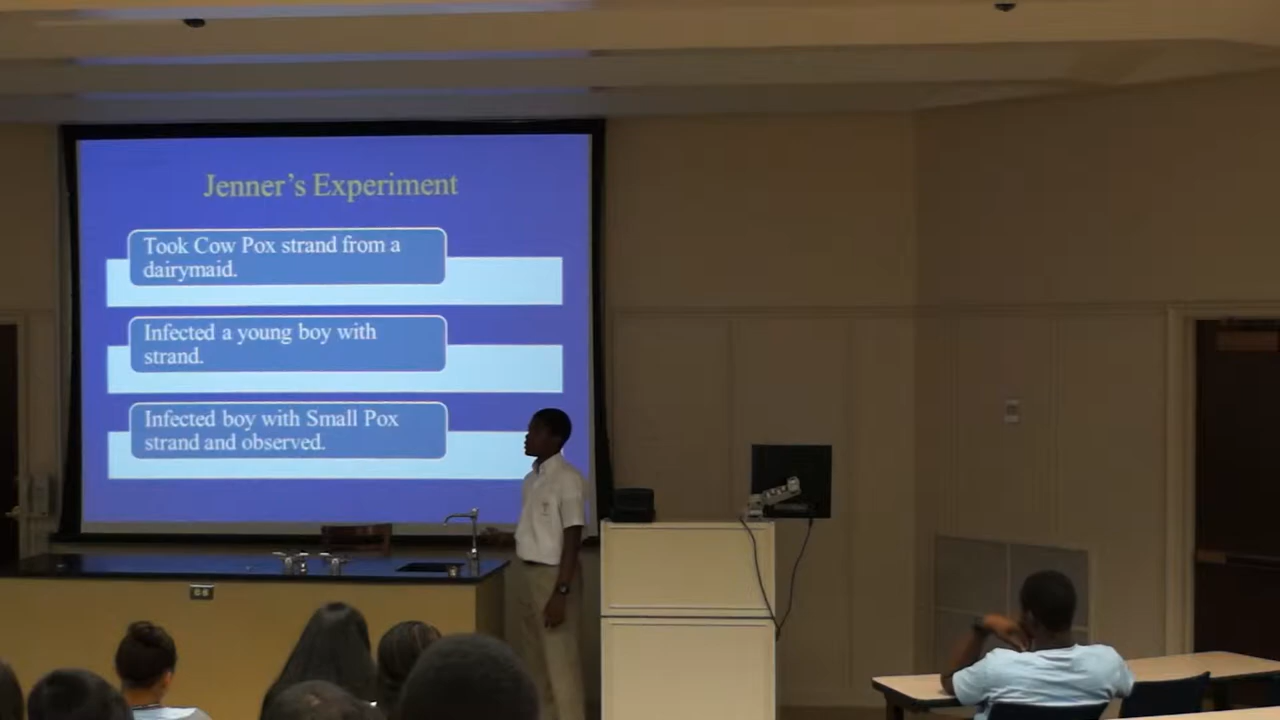 Jenner's Experiment
Took Cow Pox strand from a
dairymaid.
Infected a young boy with
strand.
Infected boy with Small Pox
strand and observed.